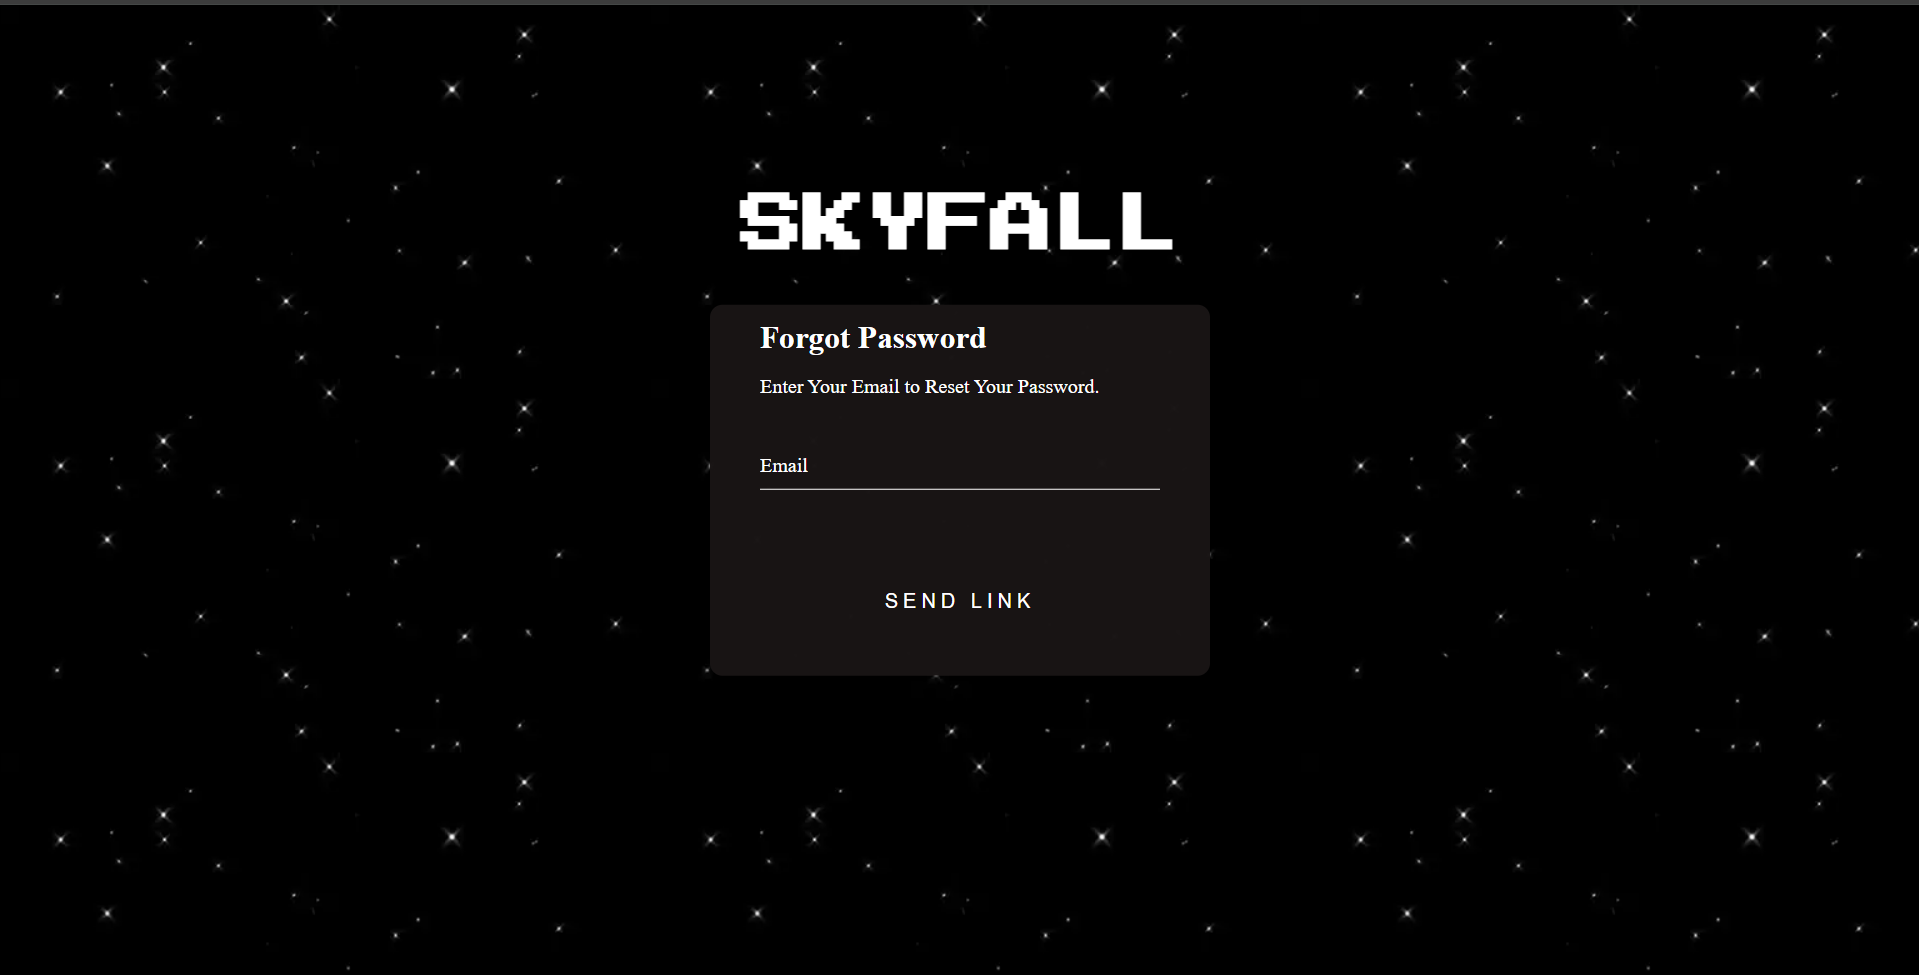 SKYFALL
Forgot Password
Enter Your Email to Reset Your Password.
Email
SEND LINK